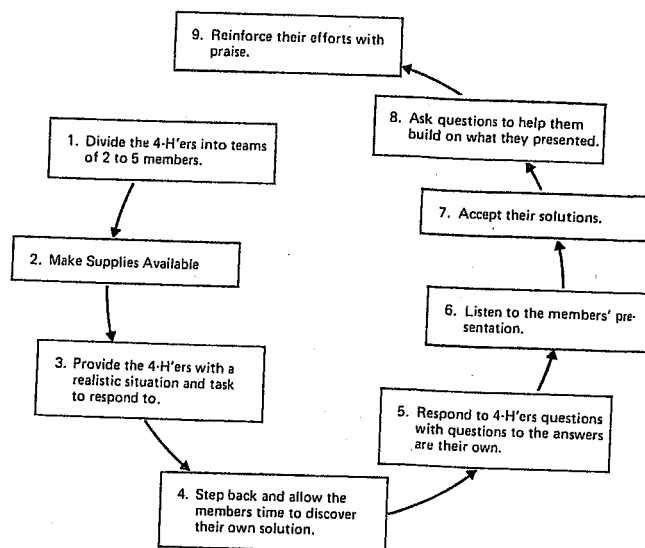 1. Divide the 4-H'ers into teams
of 2 to 5 members.
2. Make Supplies Available
3. Provide the 4-H'ers with a
realistic situation and task
to respond to.
4. Step back and allow the
members time to discover
their own solution.
5. Respond to 4-H'ers questions
with questions to the answers
are their own.
6. Listen to the members' pre-
sentation.
7. Accept their solutions.
8. Ask questions to help them
build on what they presented.
9. Reinforce their efforts with
praise.